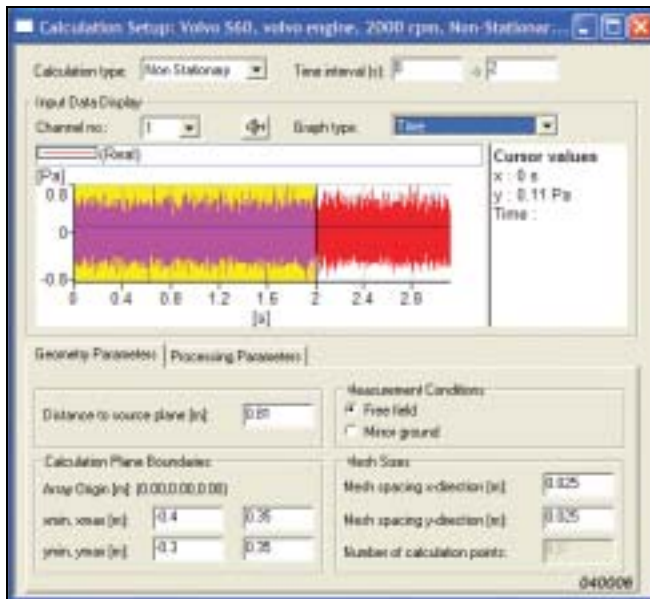 Calculation Setup: Volvo S60, volvo engine, 2000 rpm, Non-Stationar...
Calculation type: Non Stationary Time interval [s]: 0 -> 2
Input Data Display
Channel no.: 1 Graph type: Time
(Real)
[Pa]
0.8
0
-0.8
0 0.4 0.8 1.2 1.6 2 2.4 2.8
[s]
Cursor values
x : 0 s
y : 0.11 Pa
Time :
Geometry Parameters Processing Parameters
Distance to source plane [m]: 0.81
Measurement Conditions
Free field
Mirror ground
Calculation Plane Boundaries
Array Origin [m]: (0.00,0.00,0.00)
xmin, xmax [m]: -0.4 0.35
ymin, ymax [m]: -0.3 0.35
Mesh Sizes
Mesh spacing x-direction [m]: 0.025
Mesh spacing y-direction [m]: 0.025
Number of calculation points:
040006